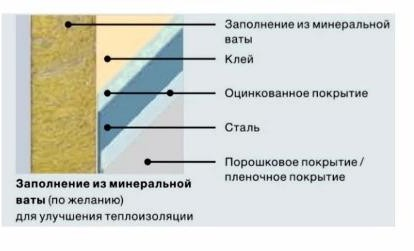 Заполнение из минеральной
ваты
Клей
Оцинкованное покрытие
Сталь
Порошковое покрытие /
пленочное покрытие
Заполнение из минеральной
ваты (по желанию)
для улучшения теплоизоляции